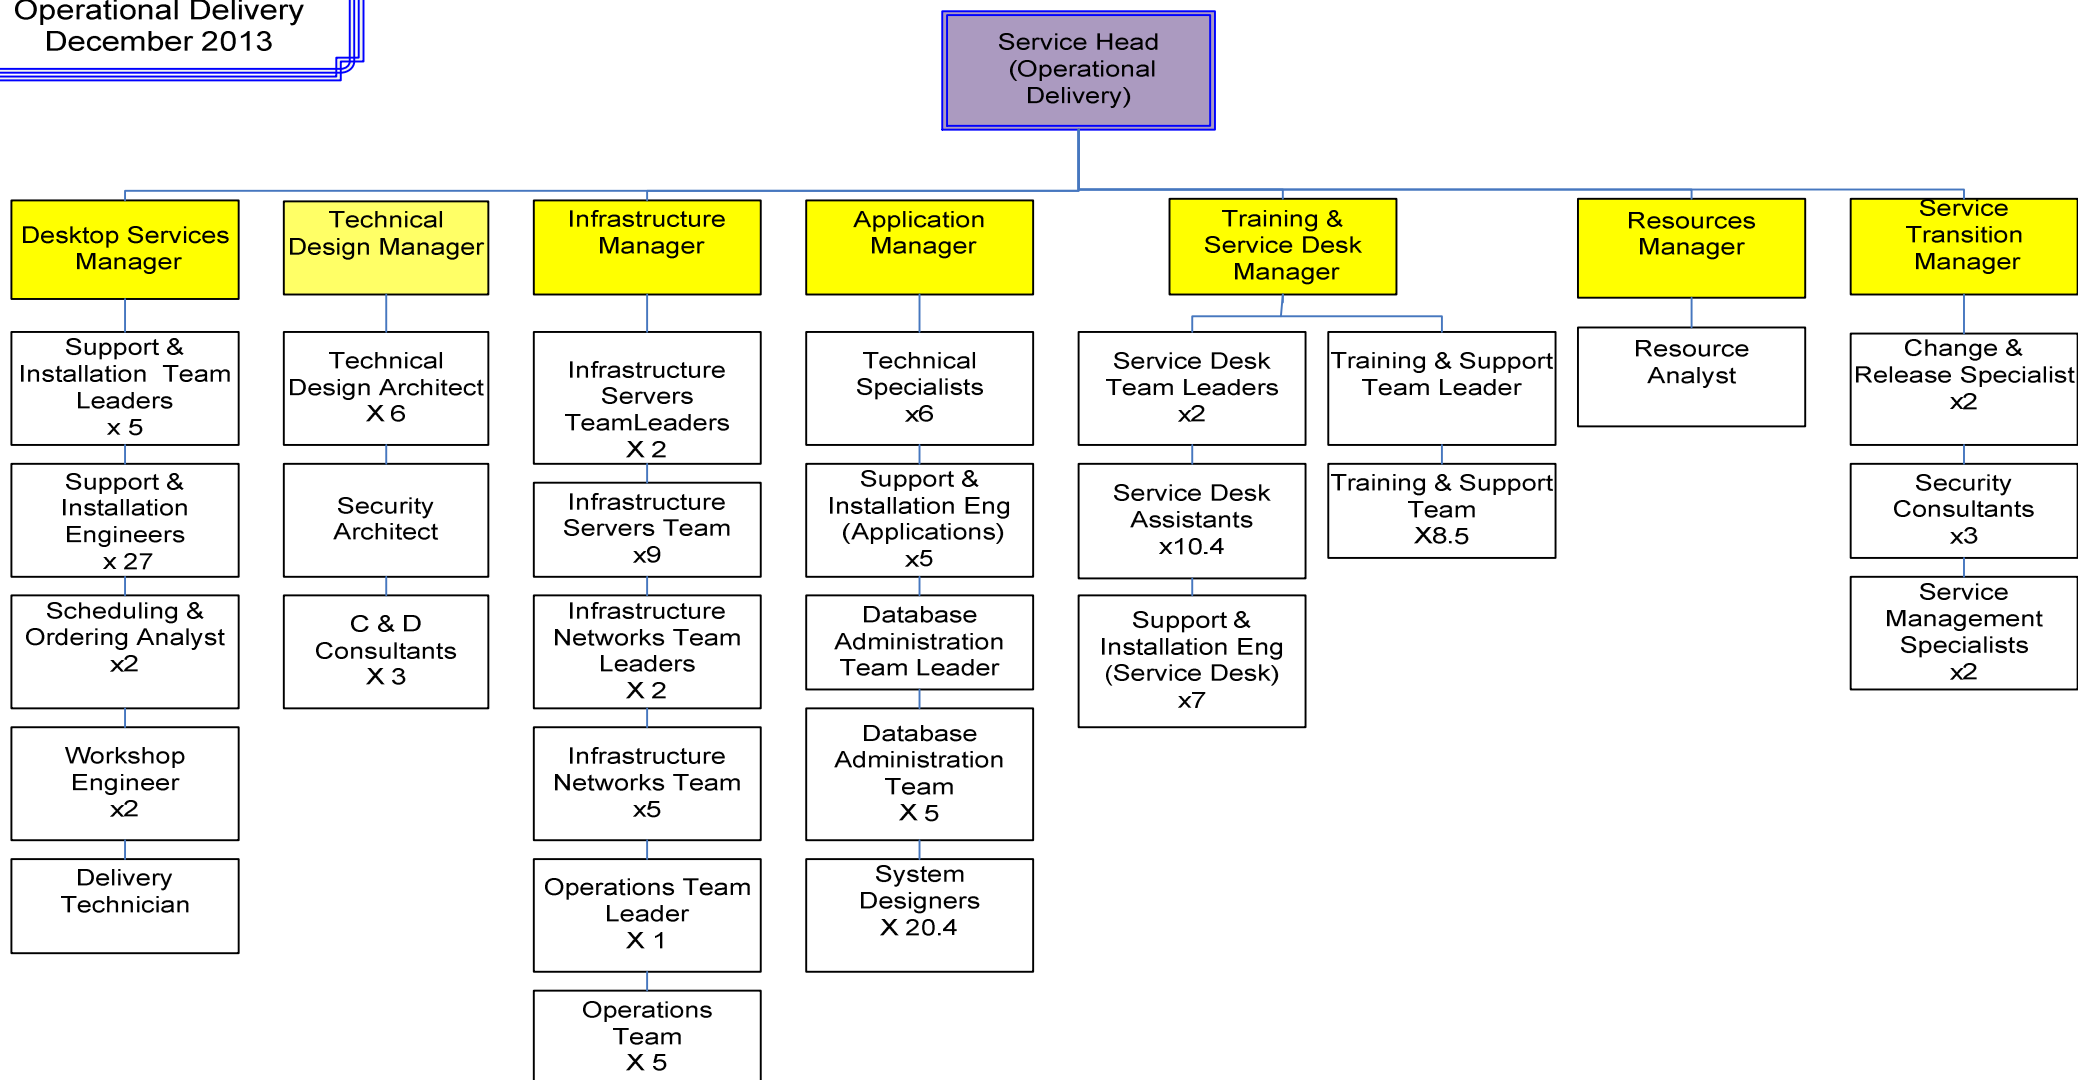 Operational Delivery
December 2013
Service Head
(Operational
Delivery)
Desktop Services
Manager
Support &
Installation Team
Leaders
x 5
Support &
Installation
Engineers
x 27
Scheduling &
Ordering Analyst
x2
Workshop
Engineer
x2
Delivery
Technician
Technical
Design Manager
Technical
Design Architect
X 6
Security
Architect
C & D
Consultants
X 3
Infrastructure
Manager
Infrastructure
Servers
TeamLeaders
X 2
Infrastructure
Servers Team
x9
Infrastructure
Networks Team
Leaders
X 2
Infrastructure
Networks Team
x5
Operations Team
Leader
X 1
Operations
Team
X 5
Application
Manager
Technical
Specialists
x6
Support &
Installation Eng
(Applications)
x5
Database
Administration
Team Leader
Database
Administration
Team
X 5
System
Designers
X 20.4
Training &
Service Desk
Manager
Service Desk
Team Leaders
x2
Service Desk
Assistants
x10.4
Support &
Installation Eng
(Service Desk)
x7
Training & Support
Team Leader
Training & Support
Team
X8.5
Resources
Manager
Resource
Analyst
Service
Transition
Manager
Change &
Release Specialist
x2
Security
Consultants
x3
Service
Management
Specialists
x2